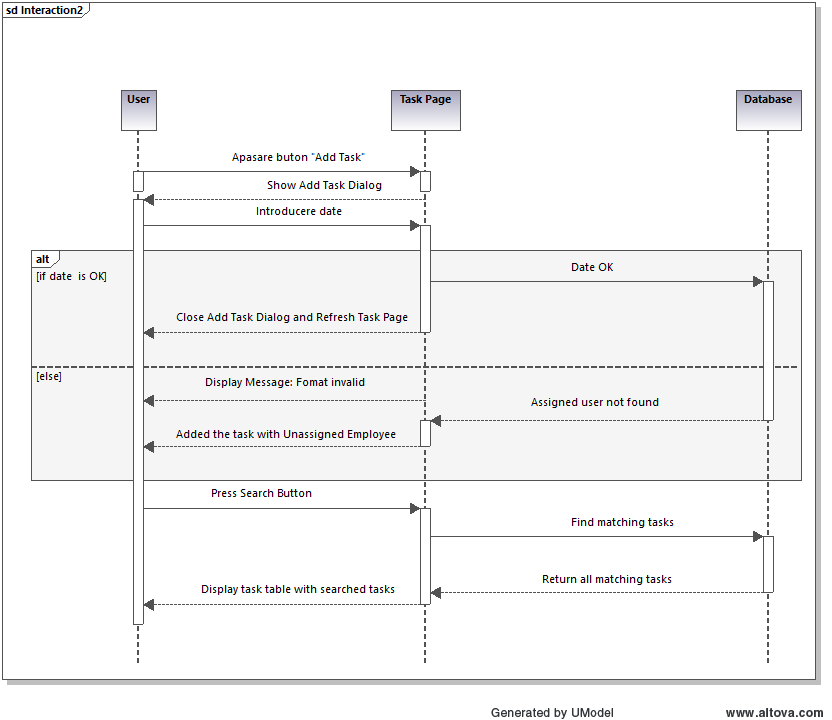 sd Interaction2
User
Task Page
Database
Apasare buton "Add Task"
Show Add Task Dialog
Introducere date
alt
[if date is OK]
Date OK
Close Add Task Dialog and Refresh Task Page
[else]
Display Message: Fomat invalid
Assigned user not found
Added the task with Unassigned Employee
Press Search Button
Find matching tasks
Return all matching tasks
Display task table with searched tasks
Generated by UModel
www.altova.com